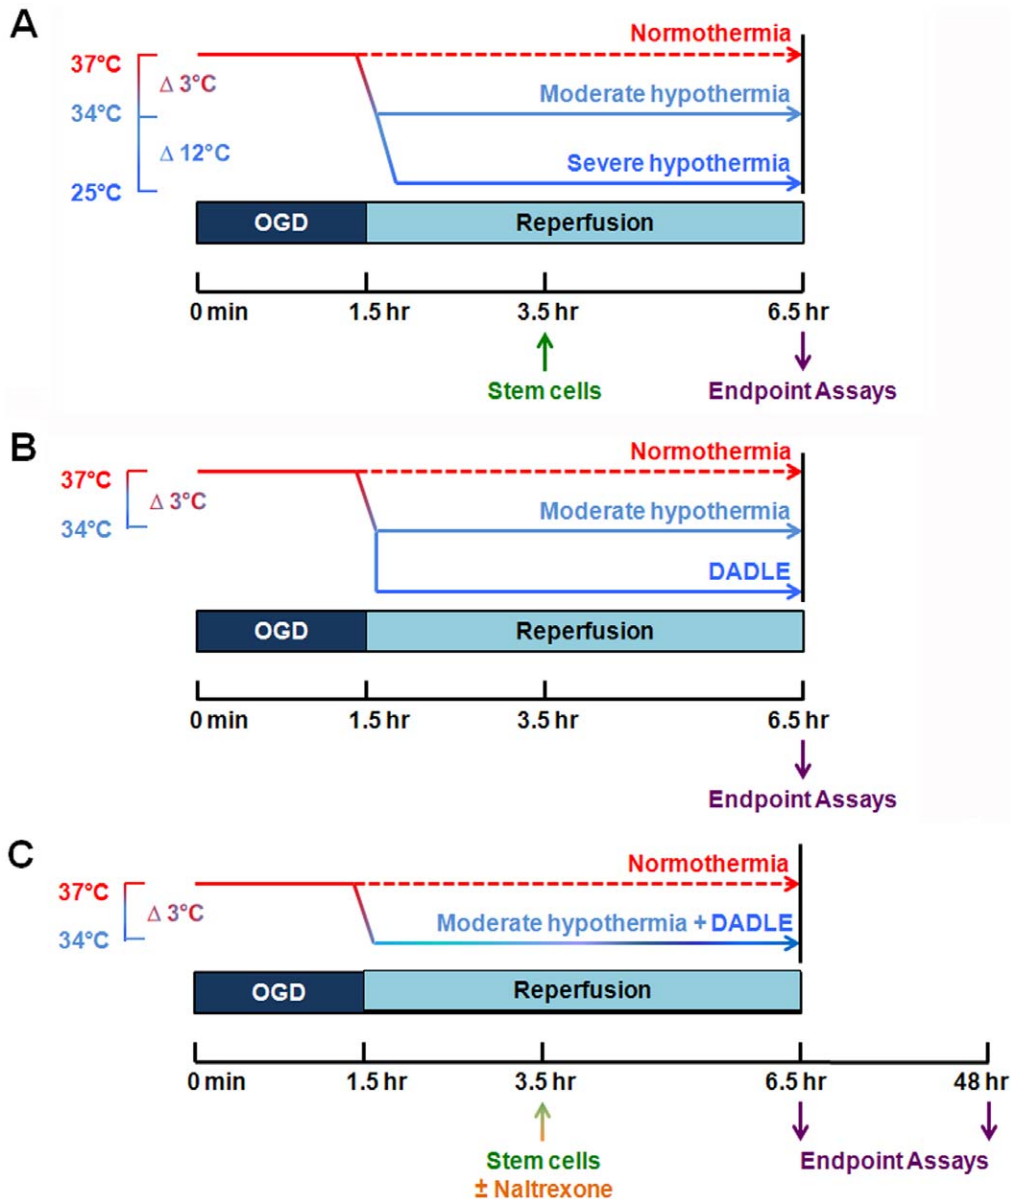 A
Normothermia
37°C
Δ 3°C
Moderate hypothermia
34°C
Δ 12°C
Severe hypothermia
25°C
OGD
Reperfusion
0 min
1.5 hr
3.5 hr
6.5 hr
Stem cells
Endpoint Assays
B
Normothermia
37°C
Δ 3°C
Moderate hypothermia
34°C
DADLE
OGD
Reperfusion
0 min
1.5 hr
3.5 hr
6.5 hr
Endpoint Assays
C
Normothermia
37°C
Δ 3°C
Moderate hypothermia + DADLE
34°C
OGD
Reperfusion
0 min
1.5 hr
3.5 hr
6.5 hr
48 hr
Stem cells
± Naltrexone
Endpoint Assays